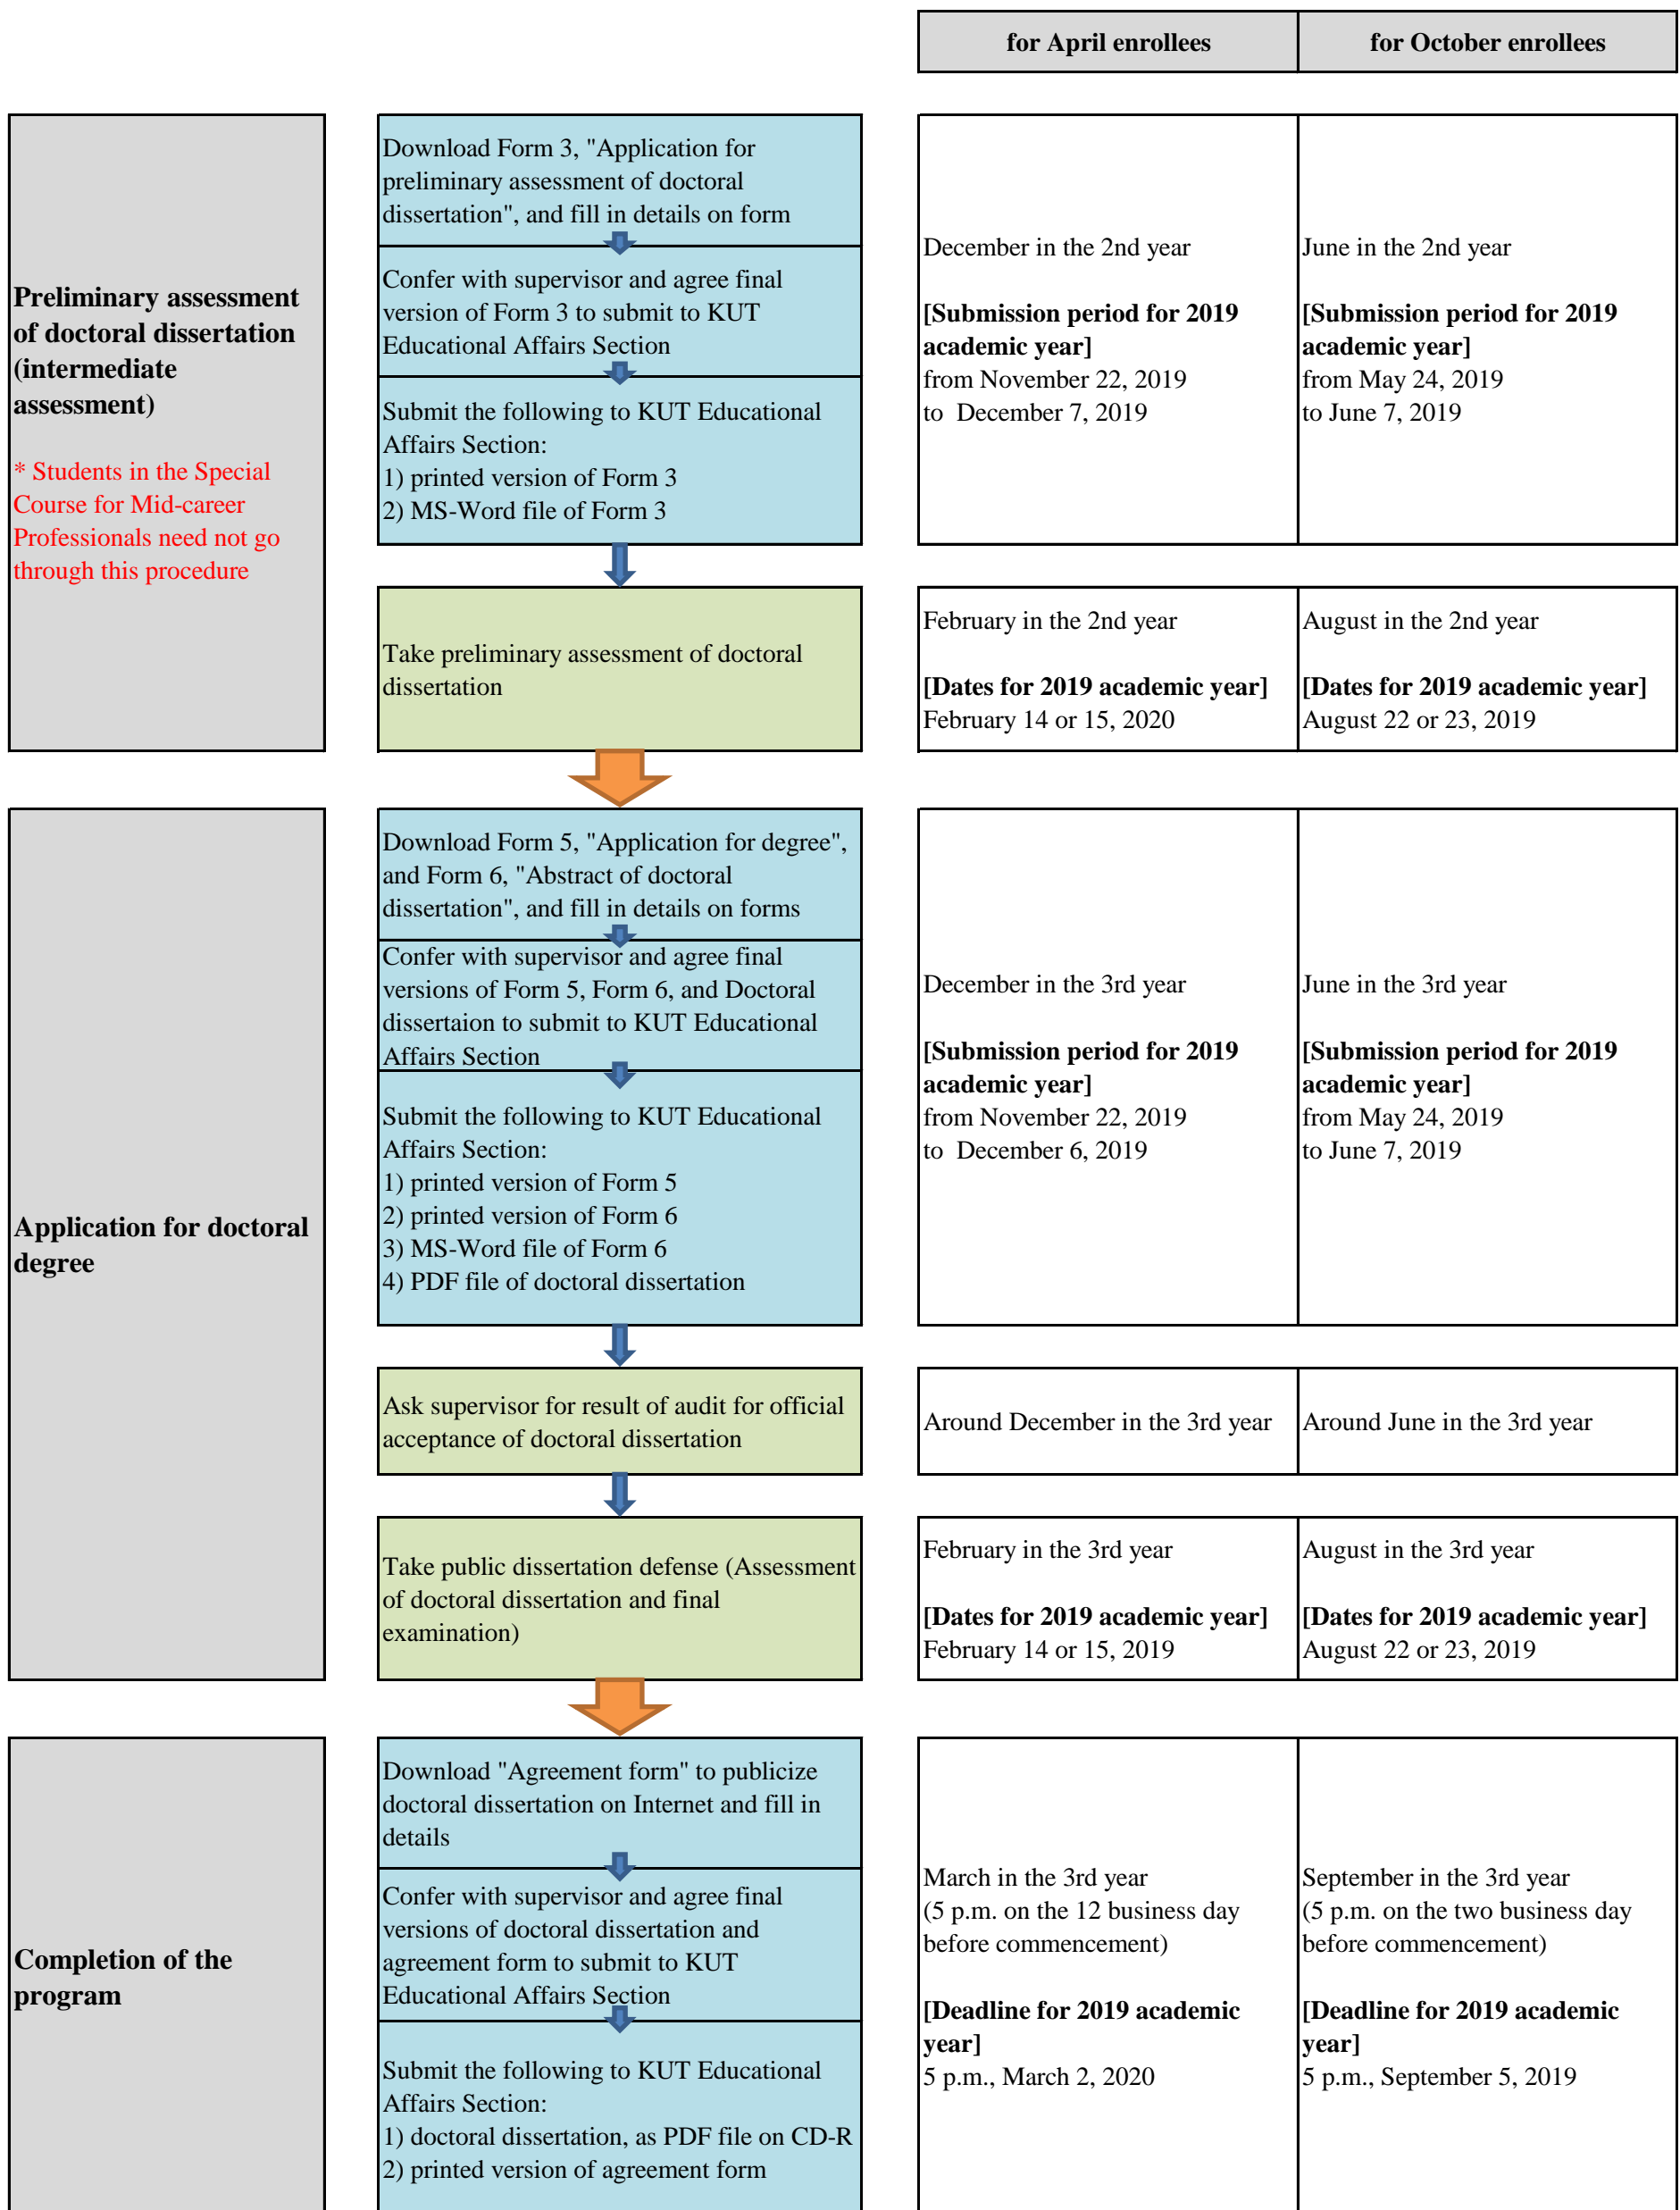 for April enrollees
for October enrollees
Preliminary assessment
of doctoral dissertation
(intermediate
assessment)
* Students in the Special
Course for Mid-career
Professionals need not go
through this procedure
Download Form 3, "Application for
preliminary assessment of doctoral
dissertation", and fill in details on form
Confer with supervisor and agree final
version of Form 3 to submit to KUT
Educational Affairs Section
Submit the following to KUT Educational
Affairs Section:
1) printed version of Form 3
2) MS-Word file of Form 3
December in the 2nd year
[Submission period for 2019
academic year]
from November 22, 2019
to  December 7, 2019
June in the 2nd year
[Submission period for 2019
academic year]
from May 24, 2019
to June 7, 2019
Take preliminary assessment of doctoral
dissertation
February in the 2nd year
[Dates for 2019 academic year]
February 14 or 15, 2020
August in the 2nd year
[Dates for 2019 academic year]
August 22 or 23, 2019
Application for doctoral
degree
Download Form 5, "Application for degree",
and Form 6, "Abstract of doctoral
dissertation", and fill in details on forms
Confer with supervisor and agree final
versions of Form 5, Form 6, and Doctoral
dissertaion to submit to KUT Educational
Affairs Section
Submit the following to KUT Educational
Affairs Section:
1) printed version of Form 5
2) printed version of Form 6
3) MS-Word file of Form 6
4) PDF file of doctoral dissertation
December in the 3rd year
[Submission period for 2019
academic year]
from November 22, 2019
to  December 6, 2019
June in the 3rd year
[Submission period for 2019
academic year]
from May 24, 2019
to June 7, 2019
Ask supervisor for result of audit for official
acceptance of doctoral dissertation
Around December in the 3rd year
Around June in the 3rd year
Take public dissertation defense (Assessment
of doctoral dissertation and final
examination)
February in the 3rd year
[Dates for 2019 academic year]
February 14 or 15, 2019
August in the 3rd year
[Dates for 2019 academic year]
August 22 or 23, 2019
Completion of the
program
Download "Agreement form" to publicize
doctoral dissertation on Internet and fill in
details
Confer with supervisor and agree final
versions of doctoral dissertation and
agreement form to submit to KUT
Educational Affairs Section
Submit the following to KUT Educational
Affairs Section:
1) doctoral dissertation, as PDF file on CD-R
2) printed version of agreement form
March in the 3rd year
(5 p.m. on the 12 business day
before commencement)
[Deadline for 2019 academic
year]
5 p.m., March 2, 2020
September in the 3rd year
(5 p.m. on the two business day
before commencement)
[Deadline for 2019 academic
year]
5 p.m., September 5, 2019